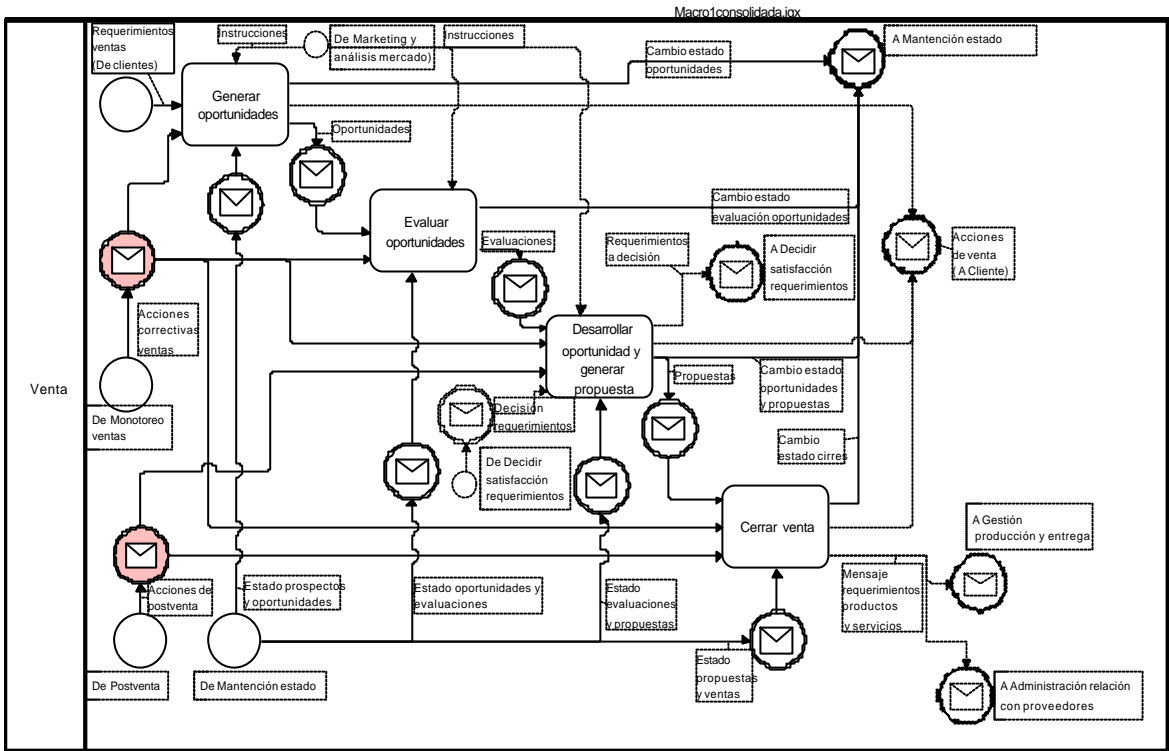 Macro1consolidada.igx
Requerimientos
ventas
(De clientes)
Instrucciones
De Marketing y
análisis mercado)
Instrucciones
Cambio estado
oportunidades
A Mantención estado
Generar
oportunidades
Oportunidades
Evaluar
oportunidades
Cambio estado
evaluación oportunidades
Evaluaciones
Requerimientos
a decisión
A Decidir
satisfacción
requerimientos
Acciones
de venta
( A Cliente)
Acciones
correctivas
ventas
Desarrollar
oportunidad y
generar
propuesta
Venta
Propuestas
Cambio estado
oportunidades
y propuestas
De Monotoreo
ventas
Decisión
requerimientos
Cambio
estado cirres
De Decidir
satisfacción
requerimientos
Cerrar venta
A Gestión
producción y entrega
Acciones de
postventa
Estado prospectos
y oportunidades
Estado oportunidades y
evaluaciones
Estado
evaluaciones
y propuestas
Mensaje
requerimientos
productos
y servicios
De Postventa
De Mantención estado
Estado
propuestas
y ventas
A Administración relación
con proveedores